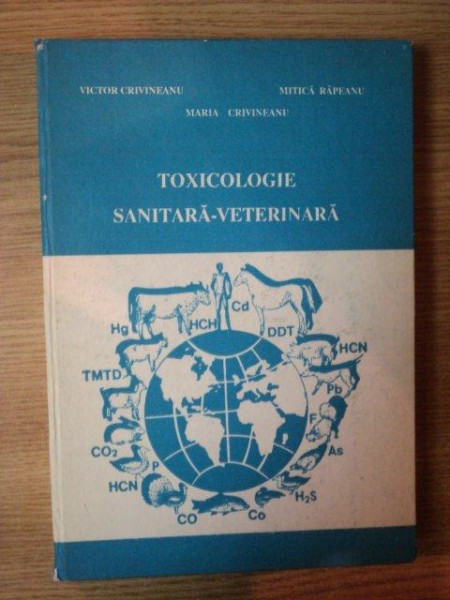 VICTOR CRIVINEANU MITICĂ RÂPEANU
MARIA CRIVINEANU
TOXICOLOGIE
SANITARĂ-VETERINARĂ
Hg HCH Cd DDT
TMTD HCN
Pb
F
CO2 As
P
HCN H2S
CO Co